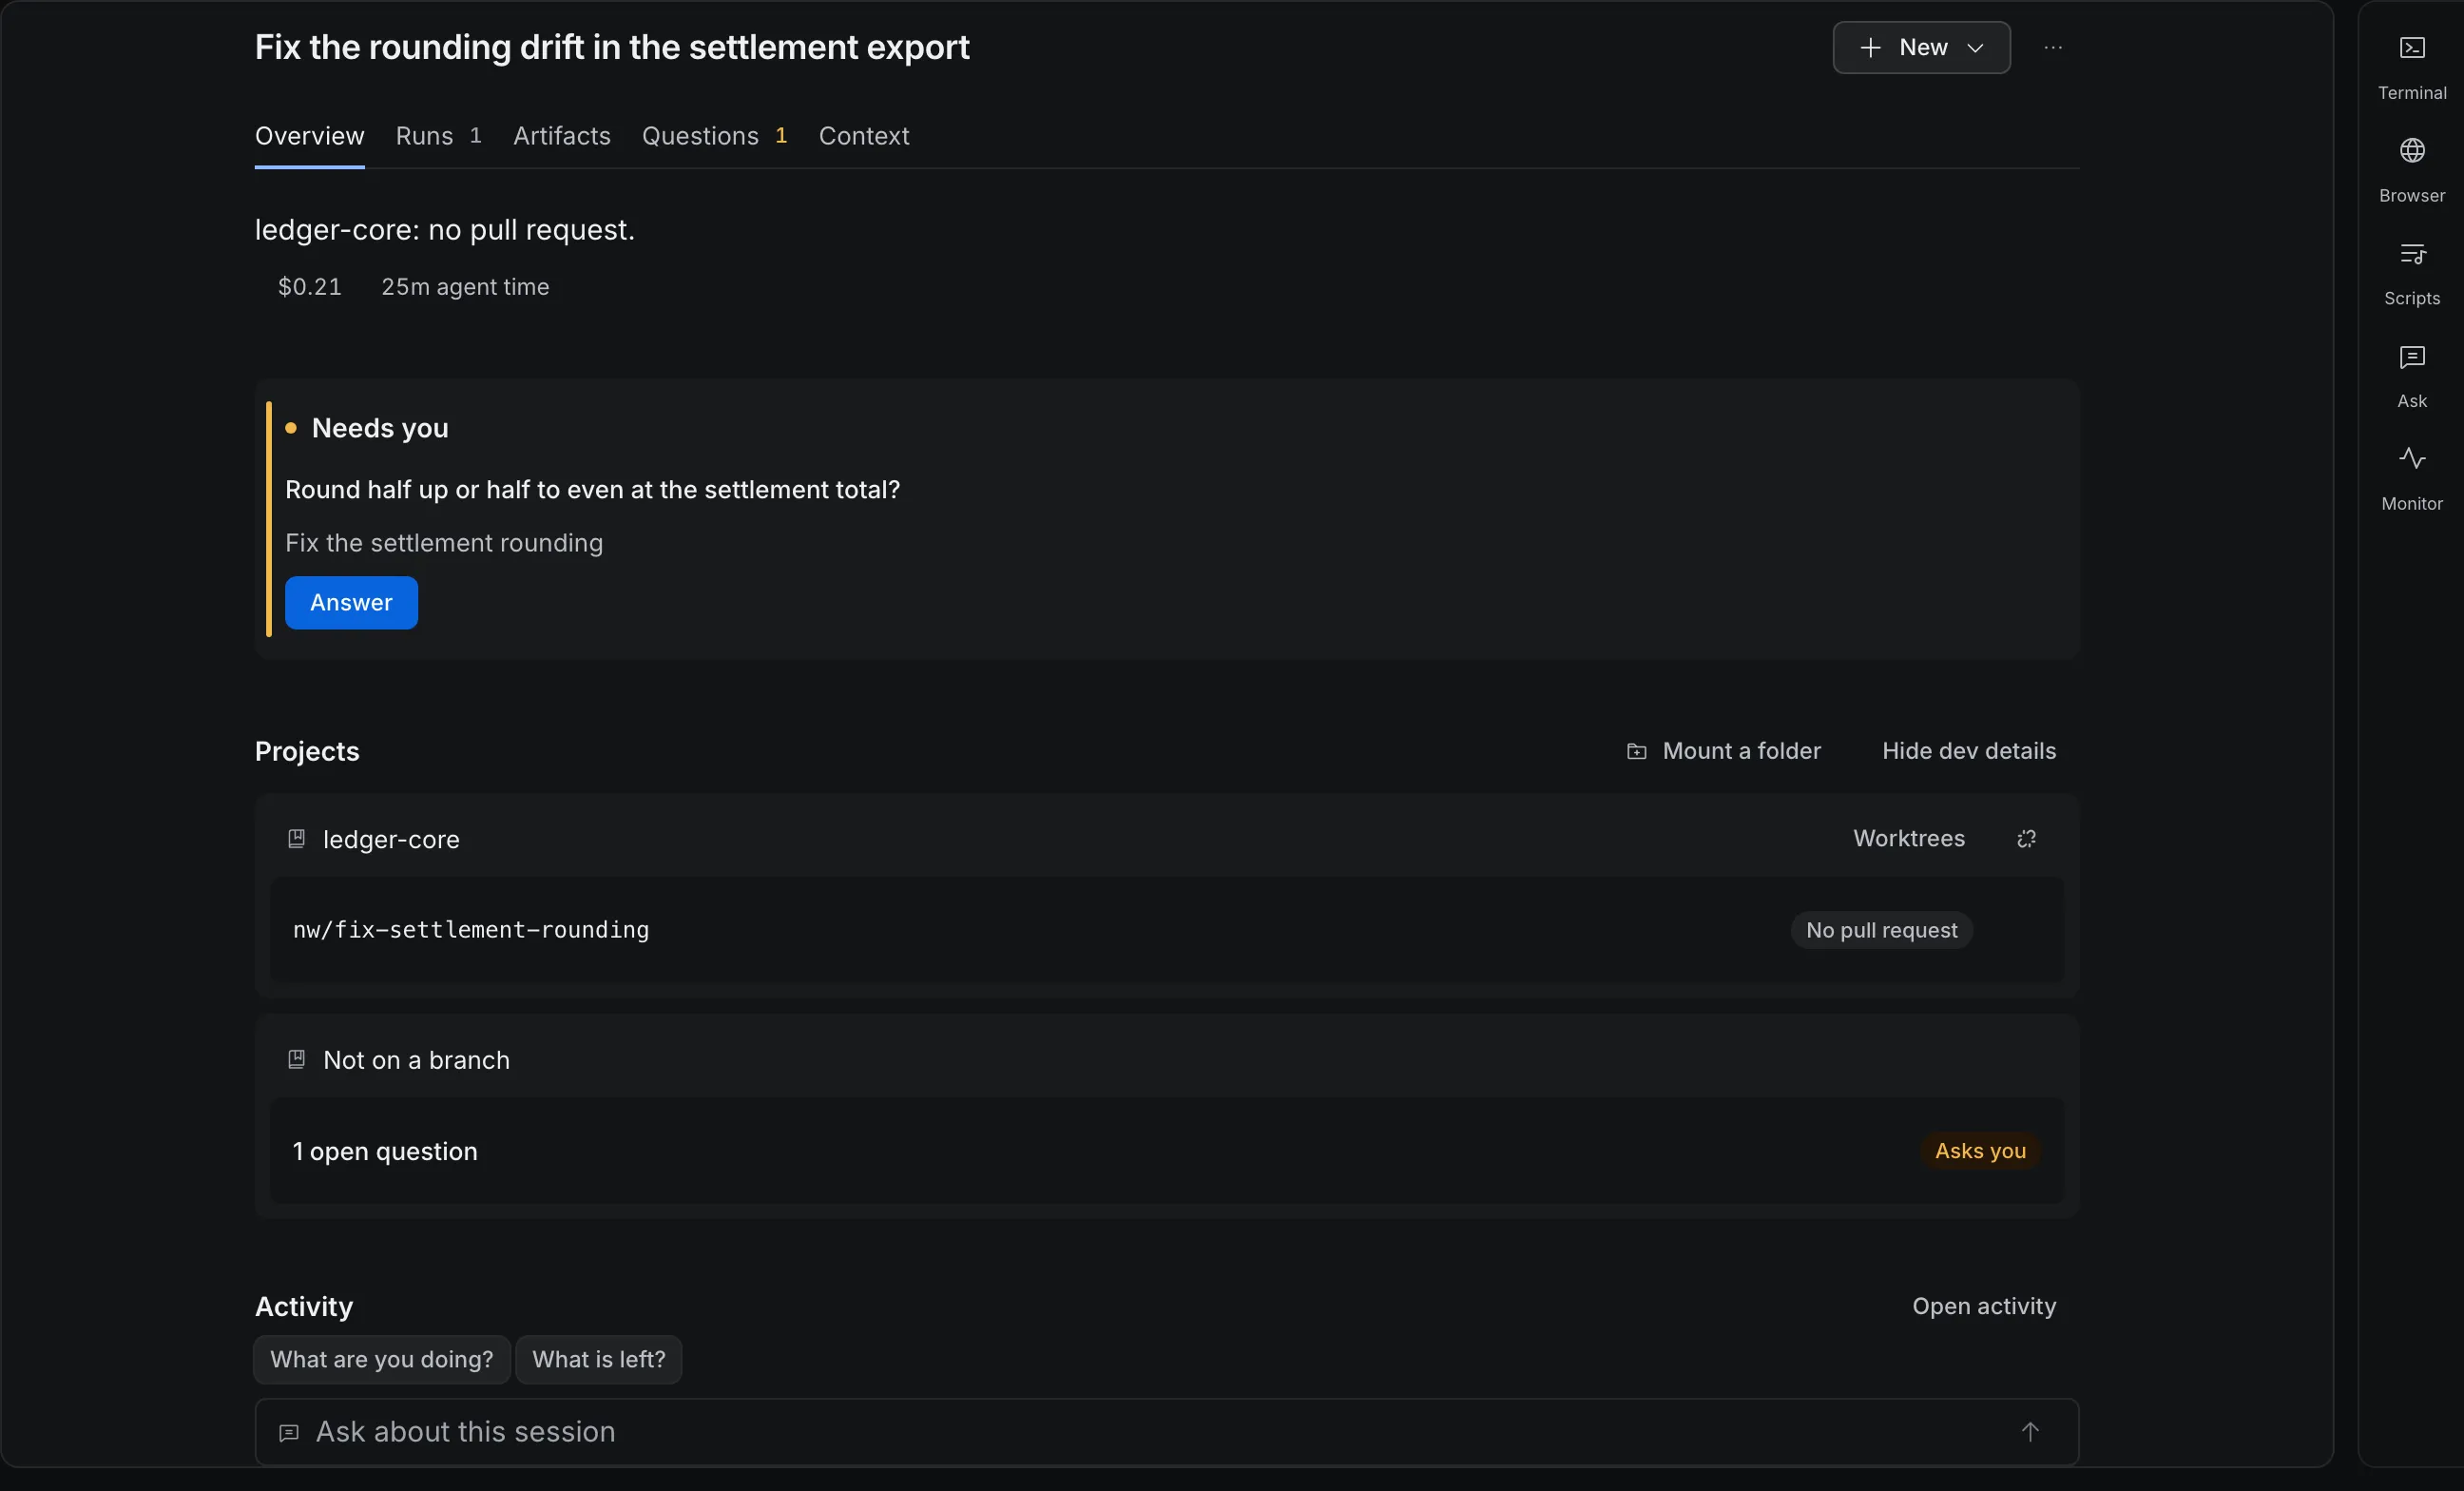 Fix the rounding drift in the settlement export
New
Terminal
Overview Runs 1 Artifacts Questions 1 Context
Browser
ledger-core: no pull request.
$0.21 25m agent time
Scripts
Ask
Needs you
Round half up or half to even at the settlement total?
Monitor
Fix the settlement rounding
Answer
Projects Mount a folder Hide dev details
ledger-core Worktrees
nw/fix-settlement-rounding No pull request
Not on a branch
1 open question Asks you
Activity Open activity
What are you doing? What is left?
Ask about this session